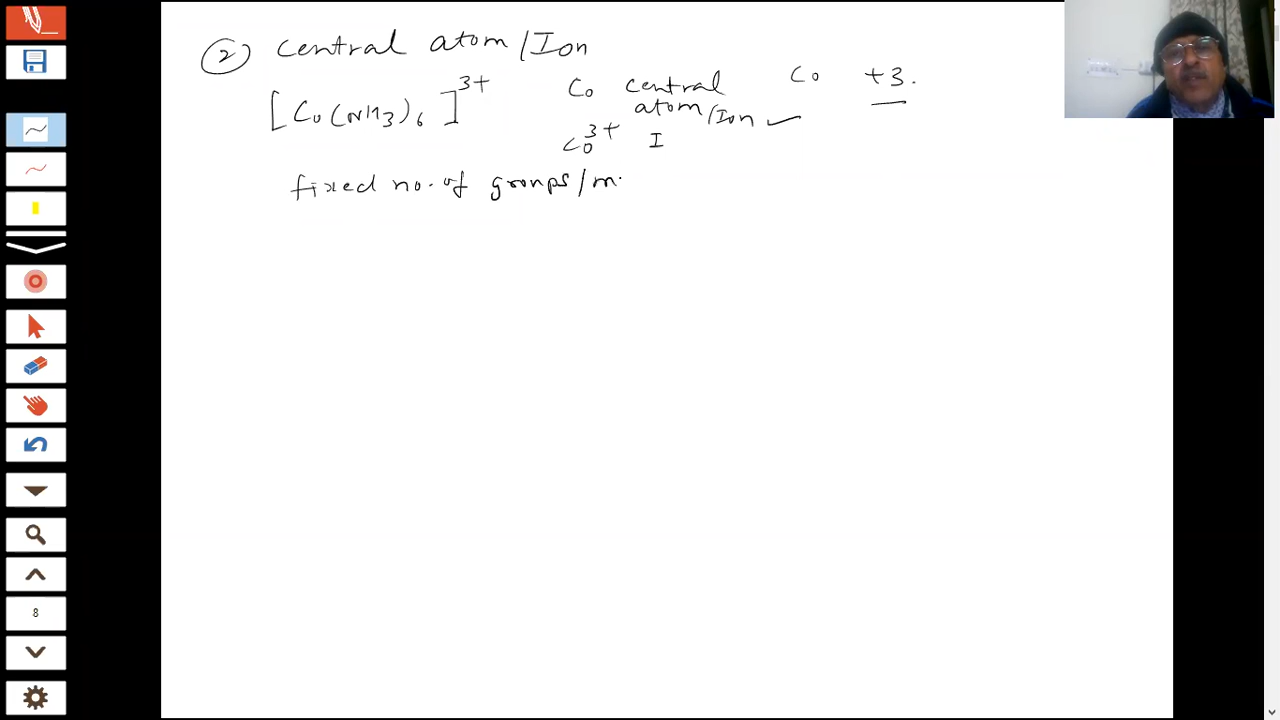 ② Central atom/Ion
[Co(NH3)6]3+
Co central atom/Ion ✓
Co +3.
Co3+ I
fixed no. of groups/m.
8